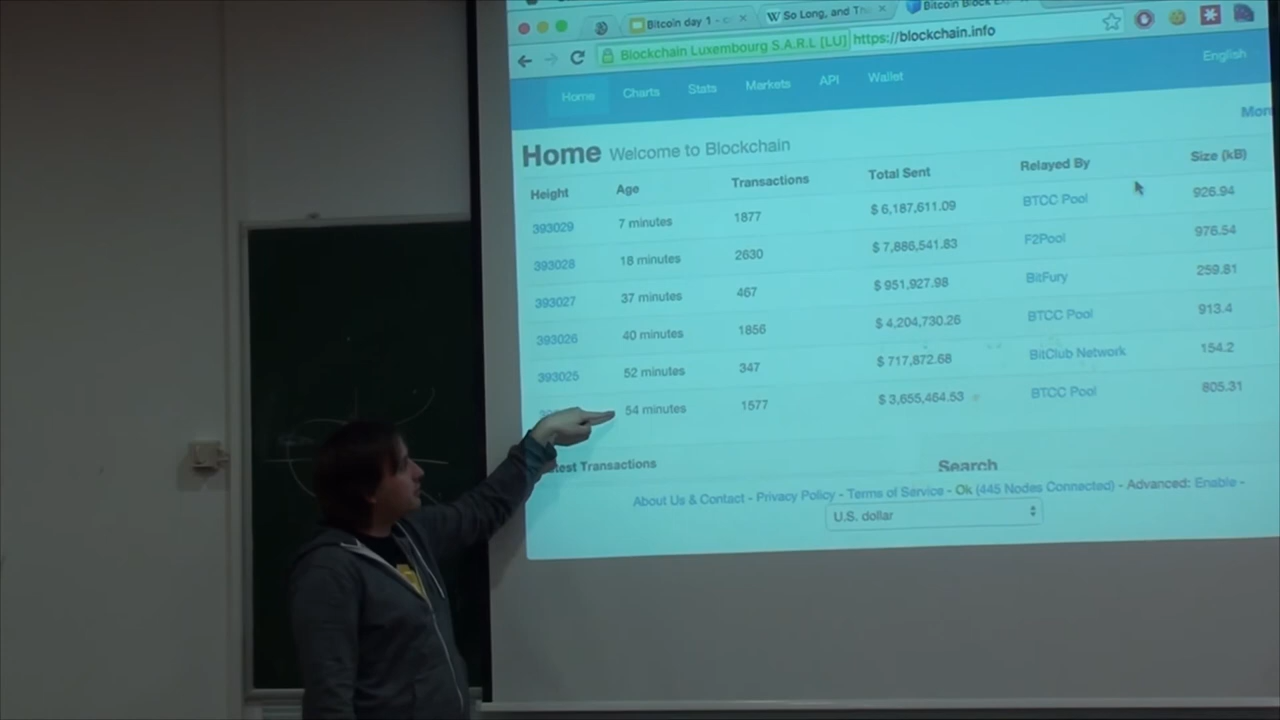 Bitcoin day 1 -
So Long, and Th
Bitcoin Block
Blockchain Luxembourg S.A.R.L [LU] https://blockchain.info
Home Charts Stats Markets API Wallet English
Home Welcome to Blockchain
Height Age Transactions Total Sent Relayed By Size (kB)
393029 7 minutes 1877 $ 6,187,611.09 BTCC Pool 926.94
393028 18 minutes 2630 $ 7,886,541.83 F2Pool 976.54
393027 37 minutes 467 $ 951,927.98 BitFury 259.81
393026 40 minutes 1856 $ 4,204,730.26 BTCC Pool 913.4
393025 52 minutes 347 $ 717,872.68 BitClub Network 154.2
54 minutes 1577 $ 3,655,464.53 BTCC Pool 805.31
Transactions Search
About Us & Contact - Privacy Policy - Terms of Service - Ok (445 Nodes Connected) - Advanced: Enable -
U.S. dollar